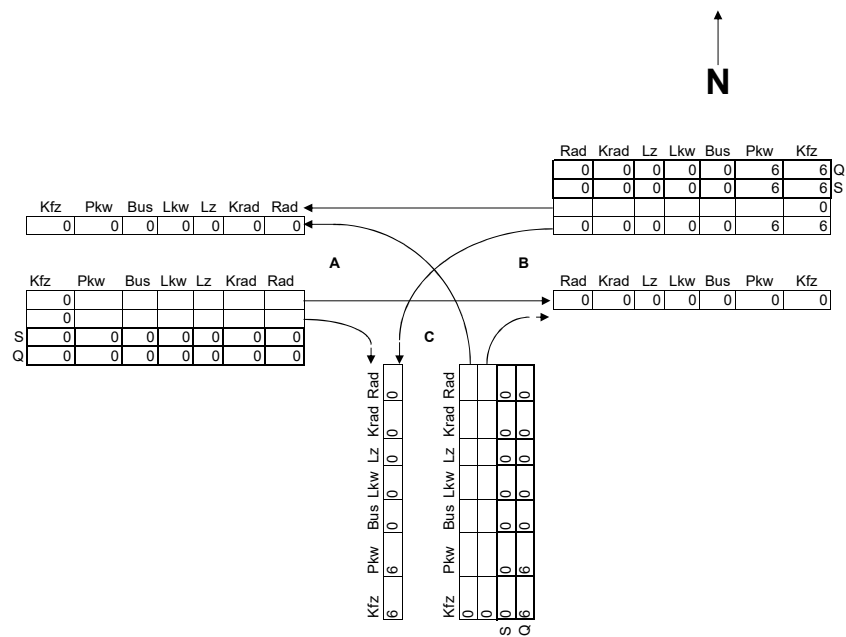 N
Rad Krad Lz Lkw Bus Pkw Kfz
0 0 0 0 0 6 6 Q
0 0 0 0 0 6 6 S
0
0 0 0 0 0 6 6
Kfz Pkw Bus Lkw Lz Krad Rad
0 0 0 0 0 0 0
A
B
Kfz Pkw Bus Lkw Lz Krad Rad
0
0
S 0 0 0 0 0 0 0
Q 0 0 0 0 0 0 0
Rad Krad Lz Lkw Bus Pkw Kfz
0 0 0 0 0 0 0
C
Kfz Pkw Bus Lkw Lz Krad Rad
6 6 0 0 0 0 0
Kfz Pkw Bus Lkw Lz Krad Rad
0
0
S 0 0 0 0 0 0 0
Q 6 6 0 0 0 0 0